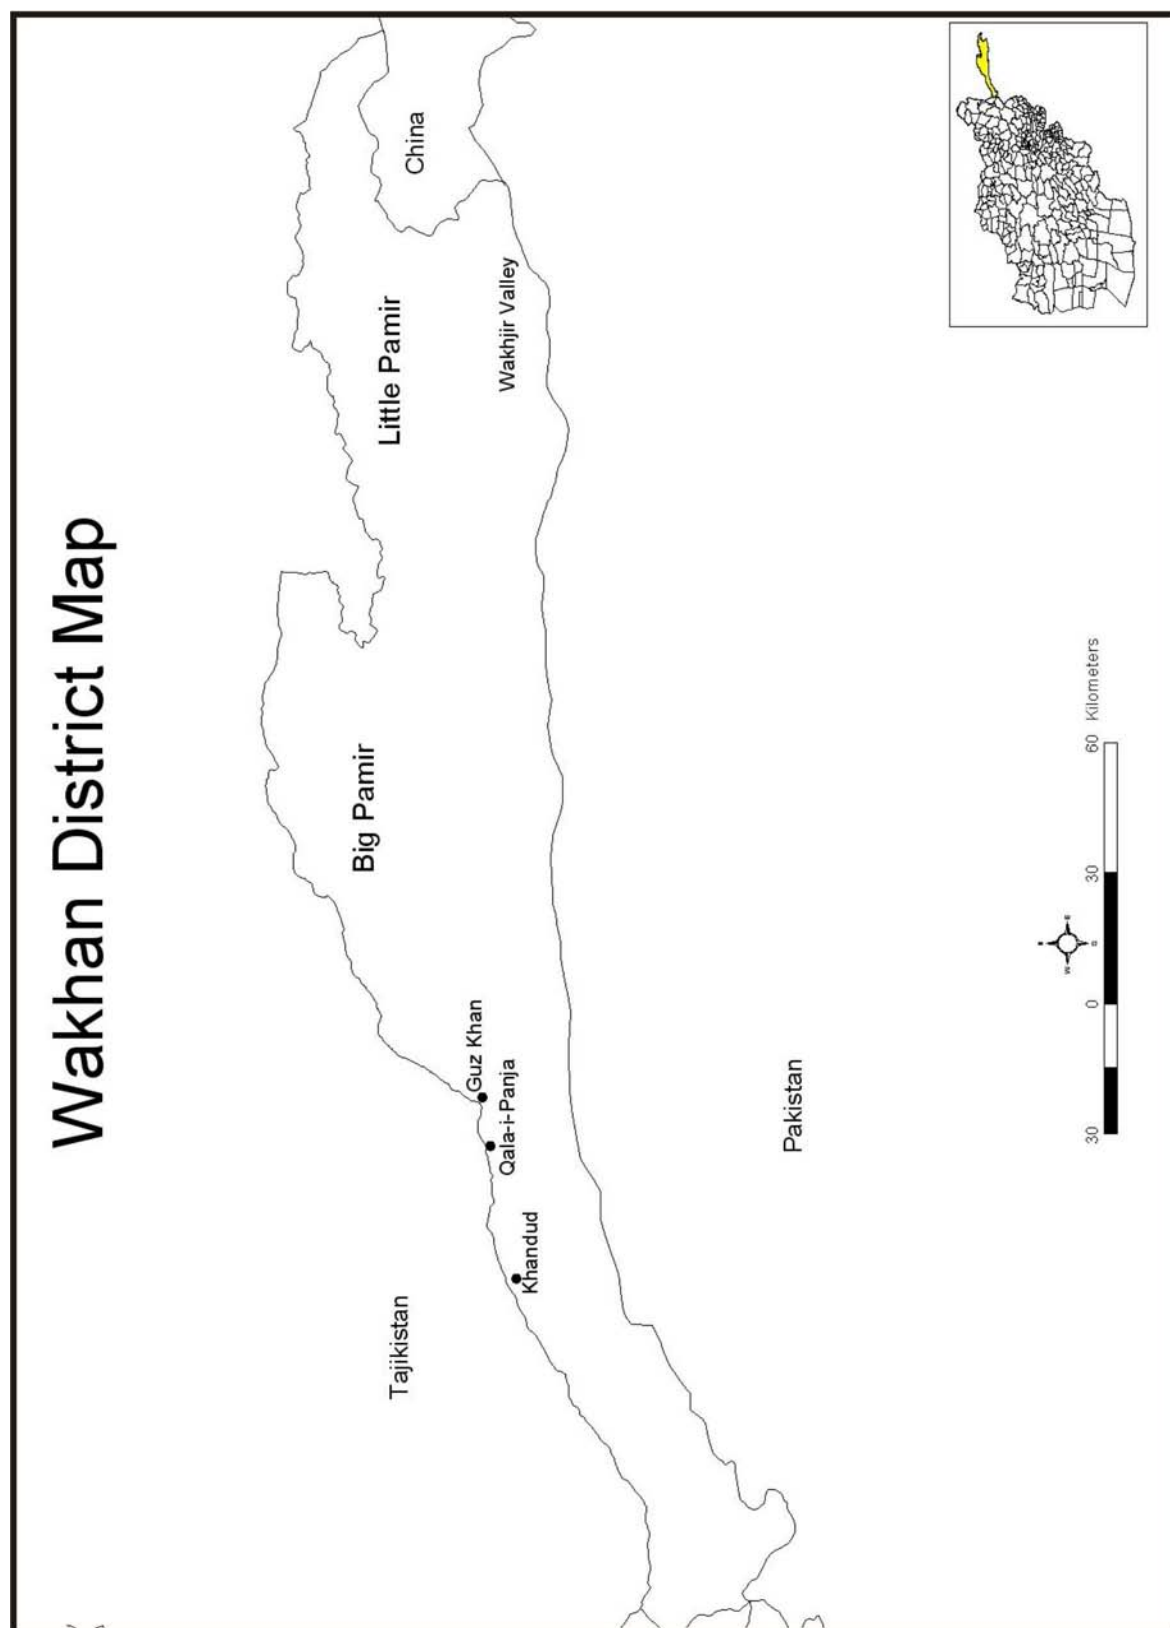 Wakhan District Map
China
Little Pamir
Wakhjir Valley
Big Pamir
Guz Khan
Qala-i-Panja
Khandud
Tajikistan
Pakistan
30 0 30 60 Kilometers
W
E
S